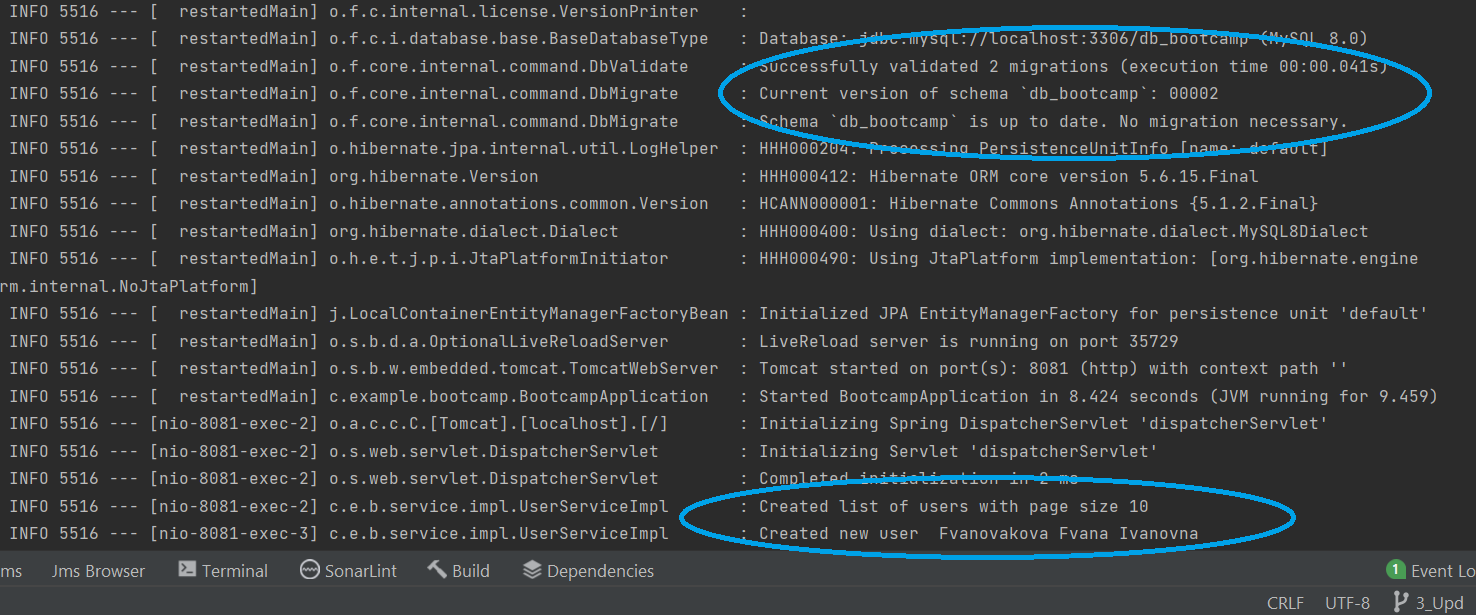 INFO 5516 --- [  restartedMain] o.f.c.internal.license.VersionPrinter    :
INFO 5516 --- [  restartedMain] o.f.c.i.database.base.BaseDatabaseType   : Database: jdbc:mysql://localhost:3306/db_bootcamp (MySQL 8.0)
INFO 5516 --- [  restartedMain] o.f.core.internal.command.DbValidate     : Successfully validated 2 migrations (execution time 00:00.041s)
INFO 5516 --- [  restartedMain] o.f.core.internal.command.DbMigrate      : Current version of schema `db_bootcamp`: 00002
INFO 5516 --- [  restartedMain] o.f.core.internal.command.DbMigrate      : Schema `db_bootcamp` is up to date. No migration necessary.
INFO 5516 --- [  restartedMain] o.hibernate.jpa.internal.util.LogHelper  : HHH000204: Processing PersistenceUnitInfo [name: default]
INFO 5516 --- [  restartedMain] org.hibernate.Version                    : HHH000412: Hibernate ORM core version 5.6.15.Final
INFO 5516 --- [  restartedMain] o.hibernate.annotations.common.Version   : HCANN000001: Hibernate Commons Annotations {5.1.2.Final}
INFO 5516 --- [  restartedMain] org.hibernate.dialect.Dialect            : HHH000400: Using dialect: org.hibernate.dialect.MySQL8Dialect
INFO 5516 --- [  restartedMain] o.h.e.t.j.p.i.JtaPlatformInitiator       : HHH000490: Using JtaPlatform implementation: [org.hibernate.engine
rm.internal.NoJtaPlatform]
INFO 5516 --- [  restartedMain] j.LocalContainerEntityManagerFactoryBean : Initialized JPA EntityManagerFactory for persistence unit 'default'
INFO 5516 --- [  restartedMain] o.s.b.d.a.OptionalLiveReloadServer       : LiveReload server is running on port 35729
INFO 5516 --- [  restartedMain] o.s.b.w.embedded.tomcat.TomcatWebServer  : Tomcat started on port(s): 8081 (http) with context path ''
INFO 5516 --- [  restartedMain] c.example.bootcamp.BootcampApplication   : Started BootcampApplication in 8.424 seconds (JVM running for 9.459)
INFO 5516 --- [nio-8081-exec-2] o.a.c.c.C.[Tomcat].[localhost].[/]       : Initializing Spring DispatcherServlet 'dispatcherServlet'
INFO 5516 --- [nio-8081-exec-2] o.s.web.servlet.DispatcherServlet        : Initializing Servlet 'dispatcherServlet'
INFO 5516 --- [nio-8081-exec-2] o.s.web.servlet.DispatcherServlet        : Completed initialization in 2 ms
INFO 5516 --- [nio-8081-exec-2] c.e.b.service.impl.UserServiceImpl       : Created list of users with page size 10
INFO 5516 --- [nio-8081-exec-3] c.e.b.service.impl.UserServiceImpl       : Created new user  Fvanovakova Fvana Ivanovna
ms Jms Browser Terminal SonarLint Build Dependencies 1 Event Lo
CRLF UTF-8 3_Upd